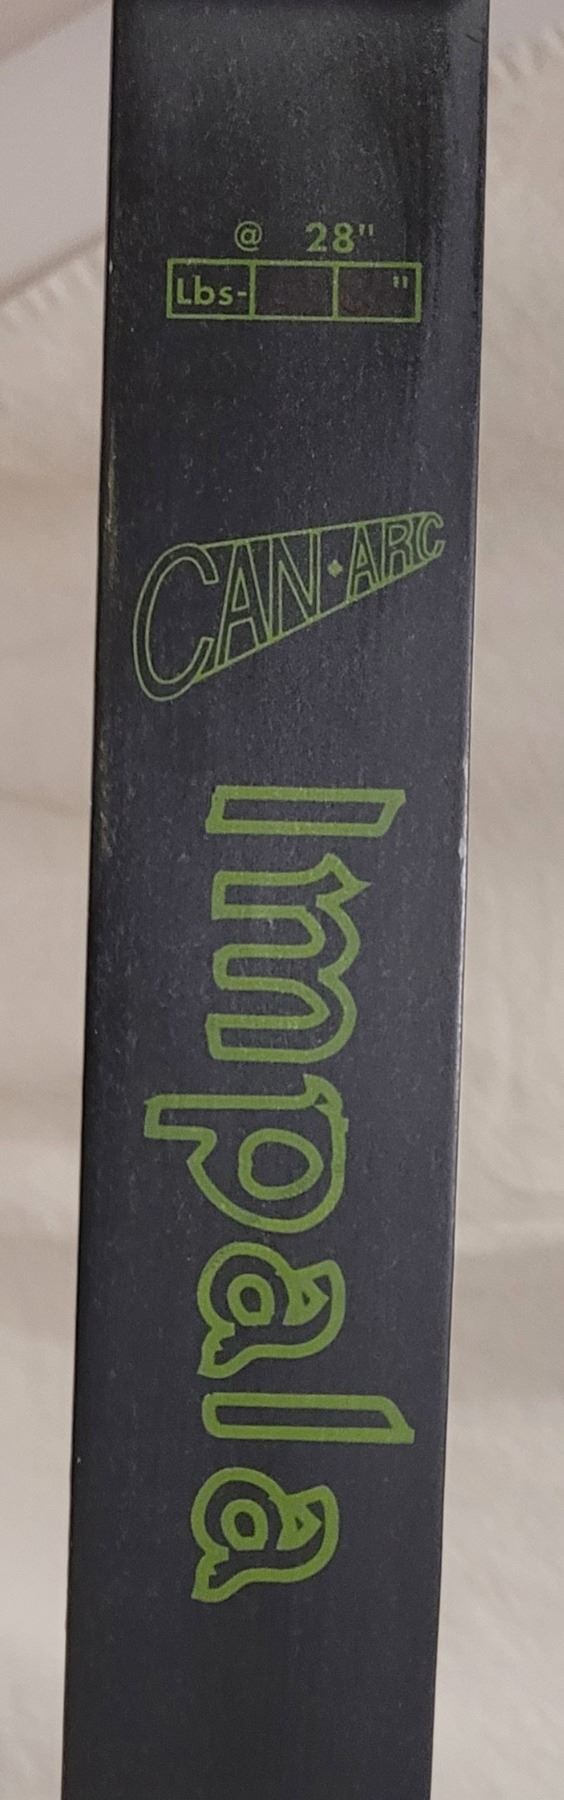 @ 28"
Lbs- "
CAN·ARC
Impala